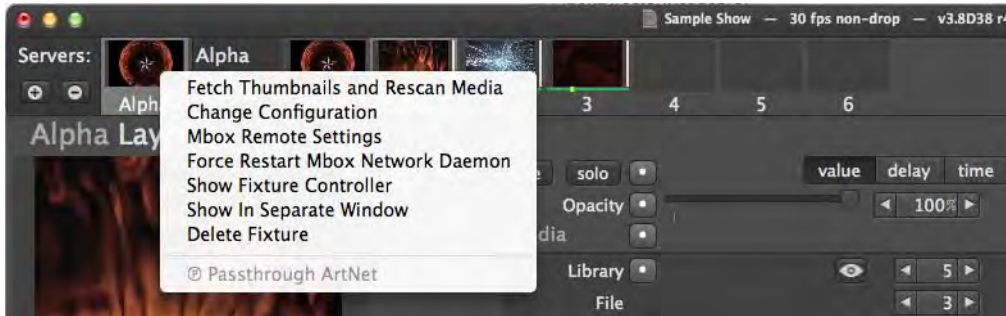 Sample Show — 30 fps non-drop — v3.8D38
Servers:
Alpha
3 4 5 6
Alpha Lay
Fetch Thumbnails and Rescan Media
Change Configuration
Mbox Remote Settings
Force Restart Mbox Network Daemon
Show Fixture Controller
Show In Separate Window
Delete Fixture
Ⓟ Passthrough ArtNet
solo
value delay time
Opacity 100%
Library 5
File 3